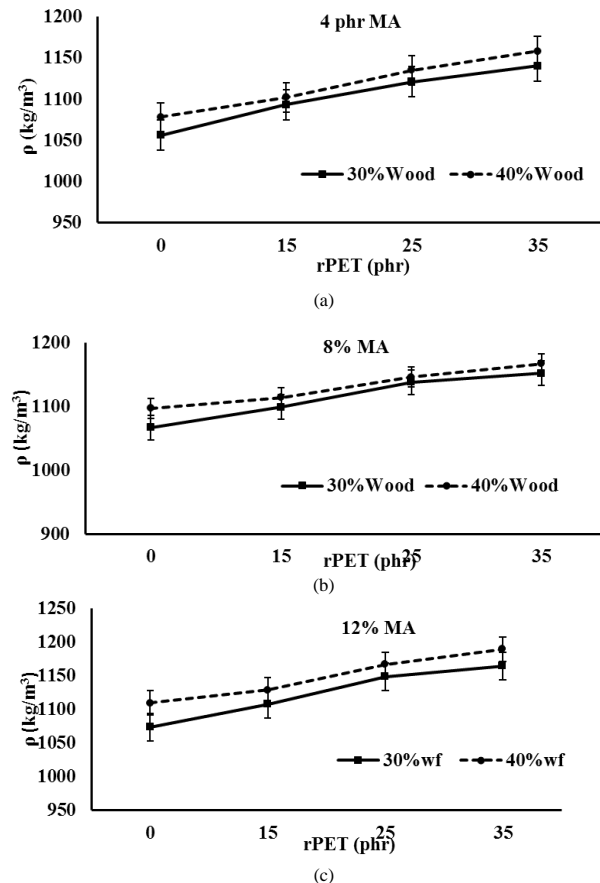 4 phr MA
1200
1150
1100
1050
1000
950
ρ (kg/m³)
30%Wood 40%Wood
0 15 25 35
rPET (phr)
(a)
8% MA
1200
1100
1000
900
ρ (kg/m³)
30%Wood 40%Wood
0 15 25 35
rPET (phr)
(b)
12% MA
1250
1200
1150
1100
1050
1000
950
ρ (kg/m³)
30%wf 40%wf
0 15 25 35
rPET (phr)
(c)